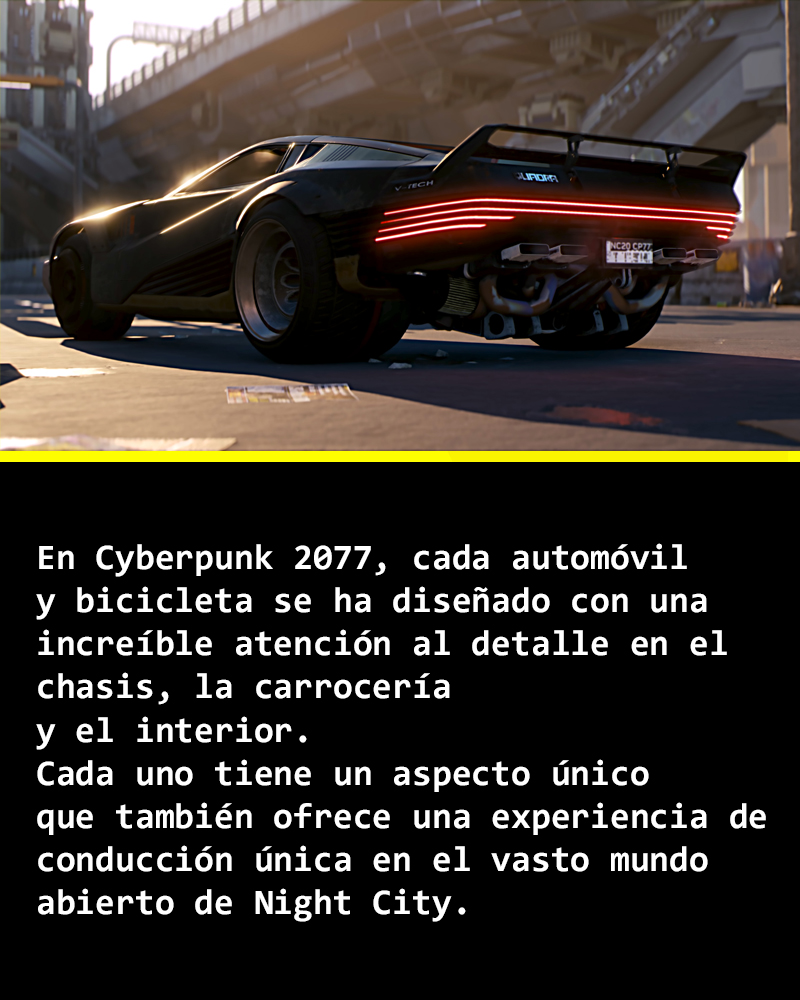 V-TECH
QUADRA
NC20 CP77
En Cyberpunk 2077, cada automóvil
y bicicleta se ha diseñado con una
increíble atención al detalle en el
chasis, la carrocería
y el interior.
Cada uno tiene un aspecto único
que también ofrece una experiencia de
conducción única en el vasto mundo
abierto de Night City.